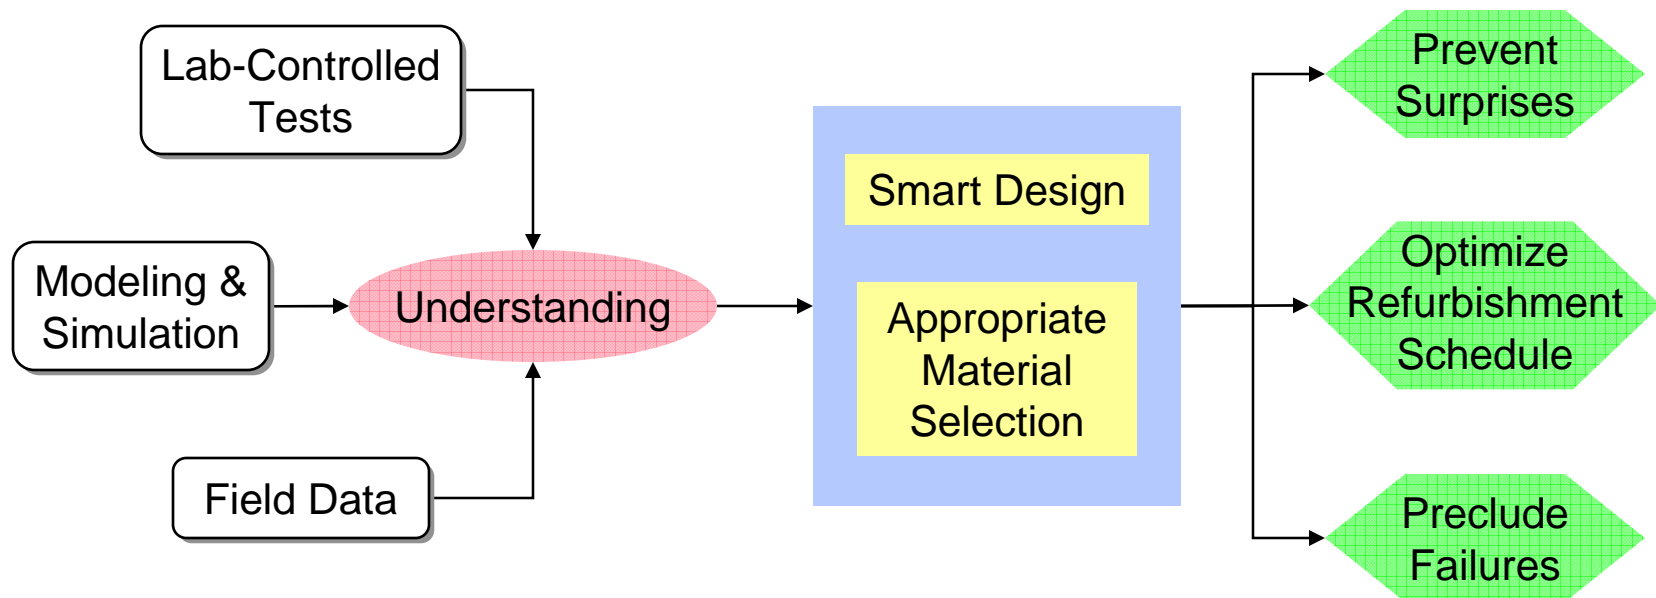 Lab-Controlled
Tests
Modeling &
Simulation
Field Data
Understanding
Smart Design
Appropriate
Material
Selection
Prevent
Surprises
Optimize
Refurbishment
Schedule
Preclude
Failures